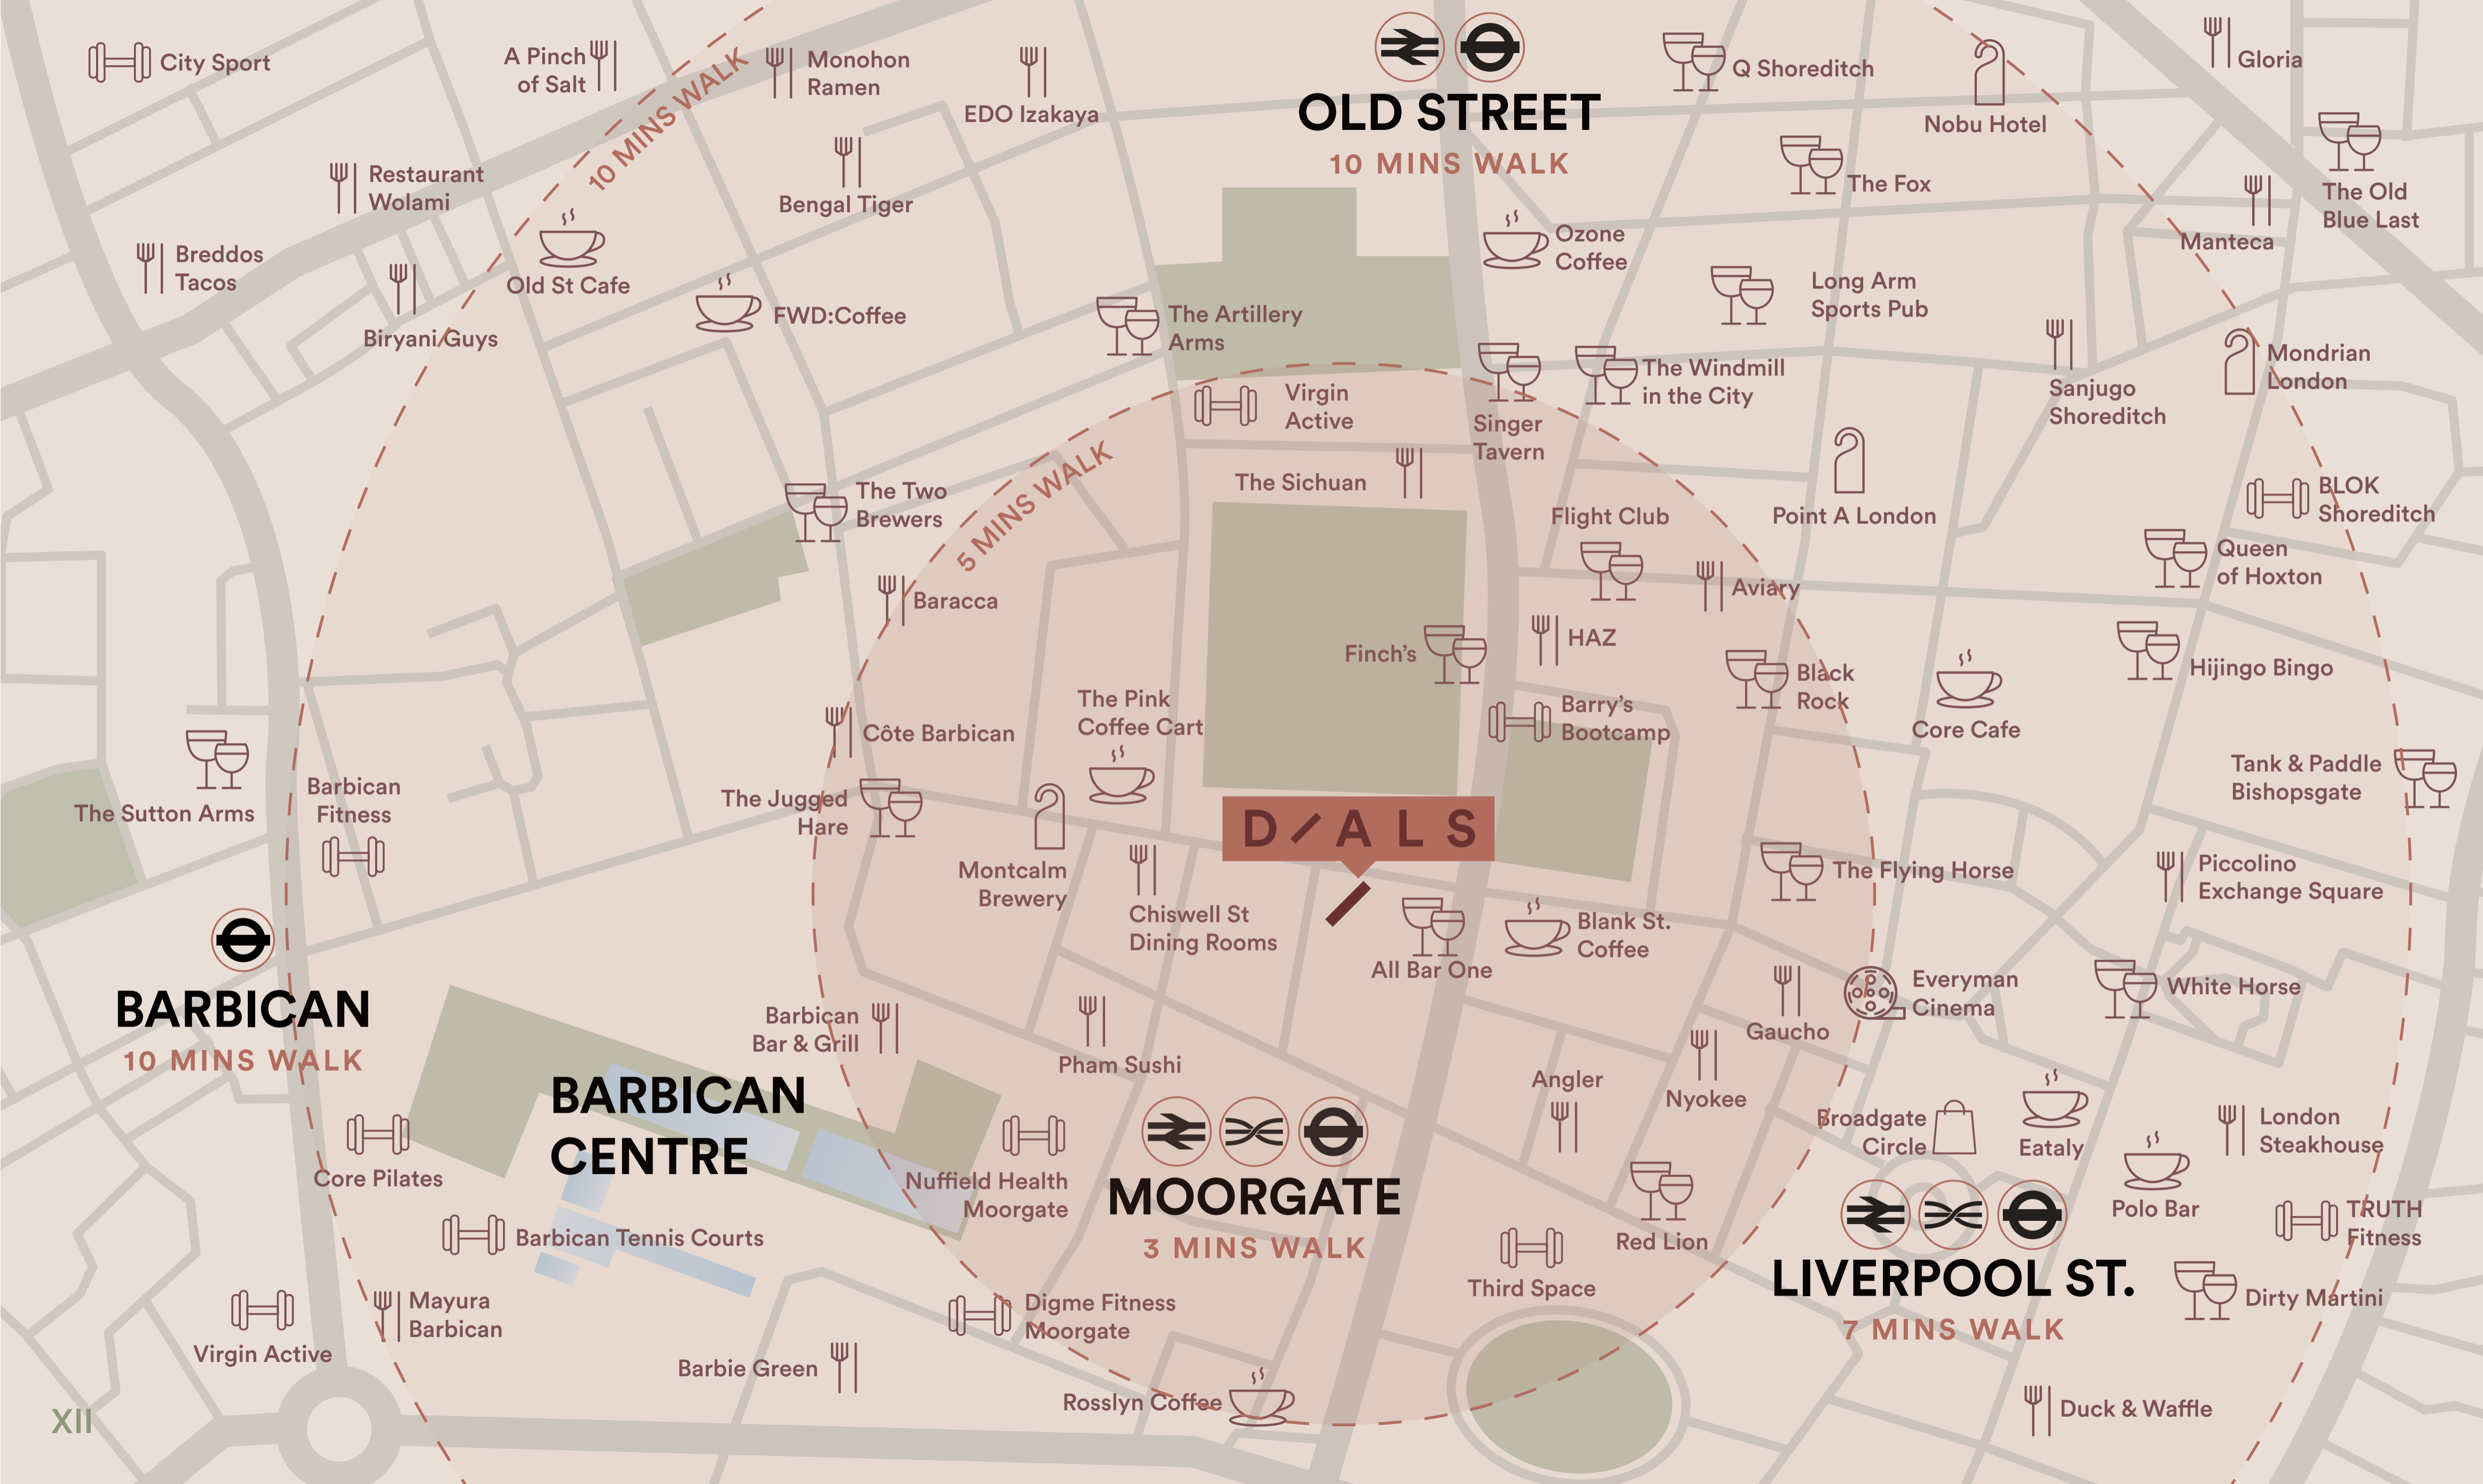 City Sport
A Pinch
of Salt
Monohon
Ramen
EDO Izakaya
OLD STREET
10 MINS WALK
Q Shoreditch
Nobu Hotel
Gloria
10 MINS WALK
Restaurant
Wolami
Bengal Tiger
The Fox
The Old
Blue Last
Manteca
Breddos
Tacos
Biryani Guys
Old St Cafe
FWD:Coffee
The Artillery
Arms
Ozone
Coffee
Long Arm
Sports Pub
Virgin
Active
Singer
Tavern
The Windmill
in the City
Sanjugo
Shoreditch
Mondrian
London
5 MINS WALK
The Two
Brewers
The Sichuan
Flight Club
Point A London
BLOK
Shoreditch
Queen
of Hoxton
Baracca
Finch's
HAZ
Aviary
Hijingo Bingo
Côte Barbican
The Pink
Coffee Cart
Barry's
Bootcamp
Black
Rock
Core Cafe
The Sutton Arms
Barbican
Fitness
The Jugged
Hare
Tank & Paddle
Bishopsgate
DIALS
Montcalm
Brewery
Chiswell St
Dining Rooms
All Bar One
Blank St.
Coffee
The Flying Horse
Piccolino
Exchange Square
BARBICAN
10 MINS WALK
Barbican
Bar & Grill
Pham Sushi
Gaucho
Everyman
Cinema
White Horse
BARBICAN
CENTRE
Angler
Nyokee
Broadgate
Circle
Eataly
London
Steakhouse
Core Pilates
Nuffield Health
Moorgate
MOORGATE
3 MINS WALK
Polo Bar
TRUTH
Fitness
Barbican Tennis Courts
Third Space
Red Lion
LIVERPOOL ST.
7 MINS WALK
Dirty Martini
Virgin Active
Mayura
Barbican
Digme Fitness
Moorgate
Barbie Green
Rosslyn Coffee
Duck & Waffle
XII